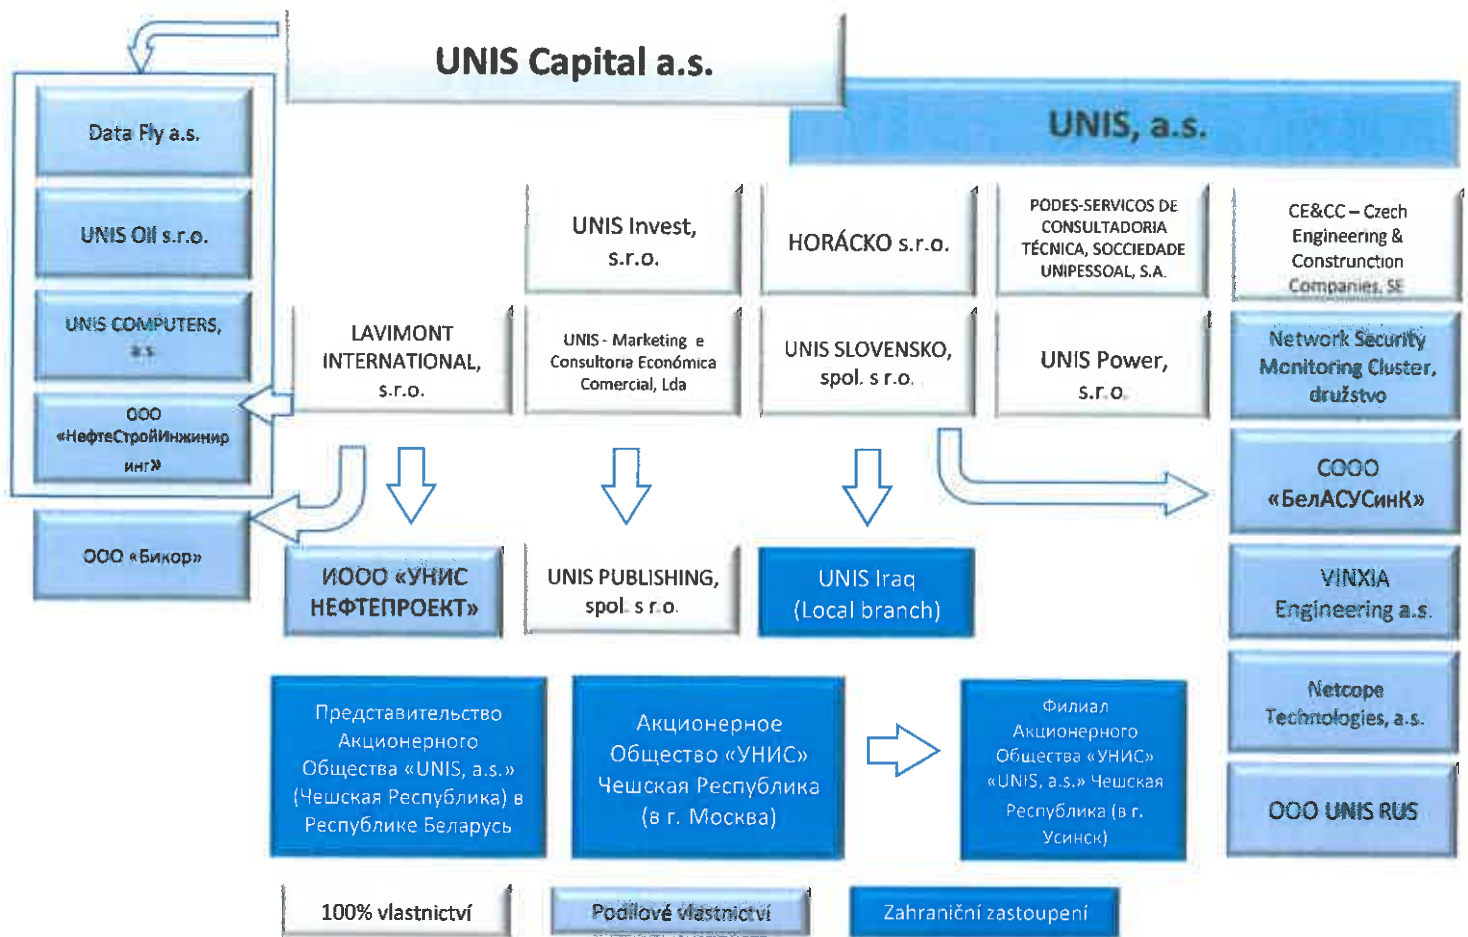 UNIS Capital a.s.
UNIS, a.s.
Data Fly a.s.
UNIS Oil s.r.o.
UNIS COMPUTERS,
a.s.
ООО
«НефтеСтройИнжинир
инг»
ООО «Бикор»
UNIS Invest,
s.r.o.
HORÁCKO s.r.o.
PODES-SERVICOS DE
CONSULTADORIA
TÉCNICA, SOCCIEDADE
UNIPESSOAL, S.A.
CE&CC – Czech
Engineering &
Construnction
Companies, SE
LAVIMONT
INTERNATIONAL,
s.r.o.
UNIS - Marketing e
Consultoria Económica
Comercial, Lda
UNIS SLOVENSKO,
spol. s r.o.
UNIS Power,
s.r.o.
Network Security
Monitoring Cluster,
družstvo
СООО
«БелАСУСинК»
ИООО «УНИС
НЕФТЕПРОЕКТ»
UNIS PUBLISHING,
spol. s r.o.
UNIS Iraq
(Local branch)
VINXIA
Engineering a.s.
Netcope
Technologies, a.s.
ООО UNIS RUS
Представительство
Акционерного
Общества «UNIS, a.s.»
(Чешская Республика) в
Республике Беларусь
Акционерное
Общество «УНИС»
Чешская Республика
(в г. Москва)
Филиал
Акционерного
Общества «УНИС»
«UNIS, a.s.» Чешская
Республика (в г.
Усинск)
100% vlastnictví
Podílové vlastnictví
Zahraniční zastoupení